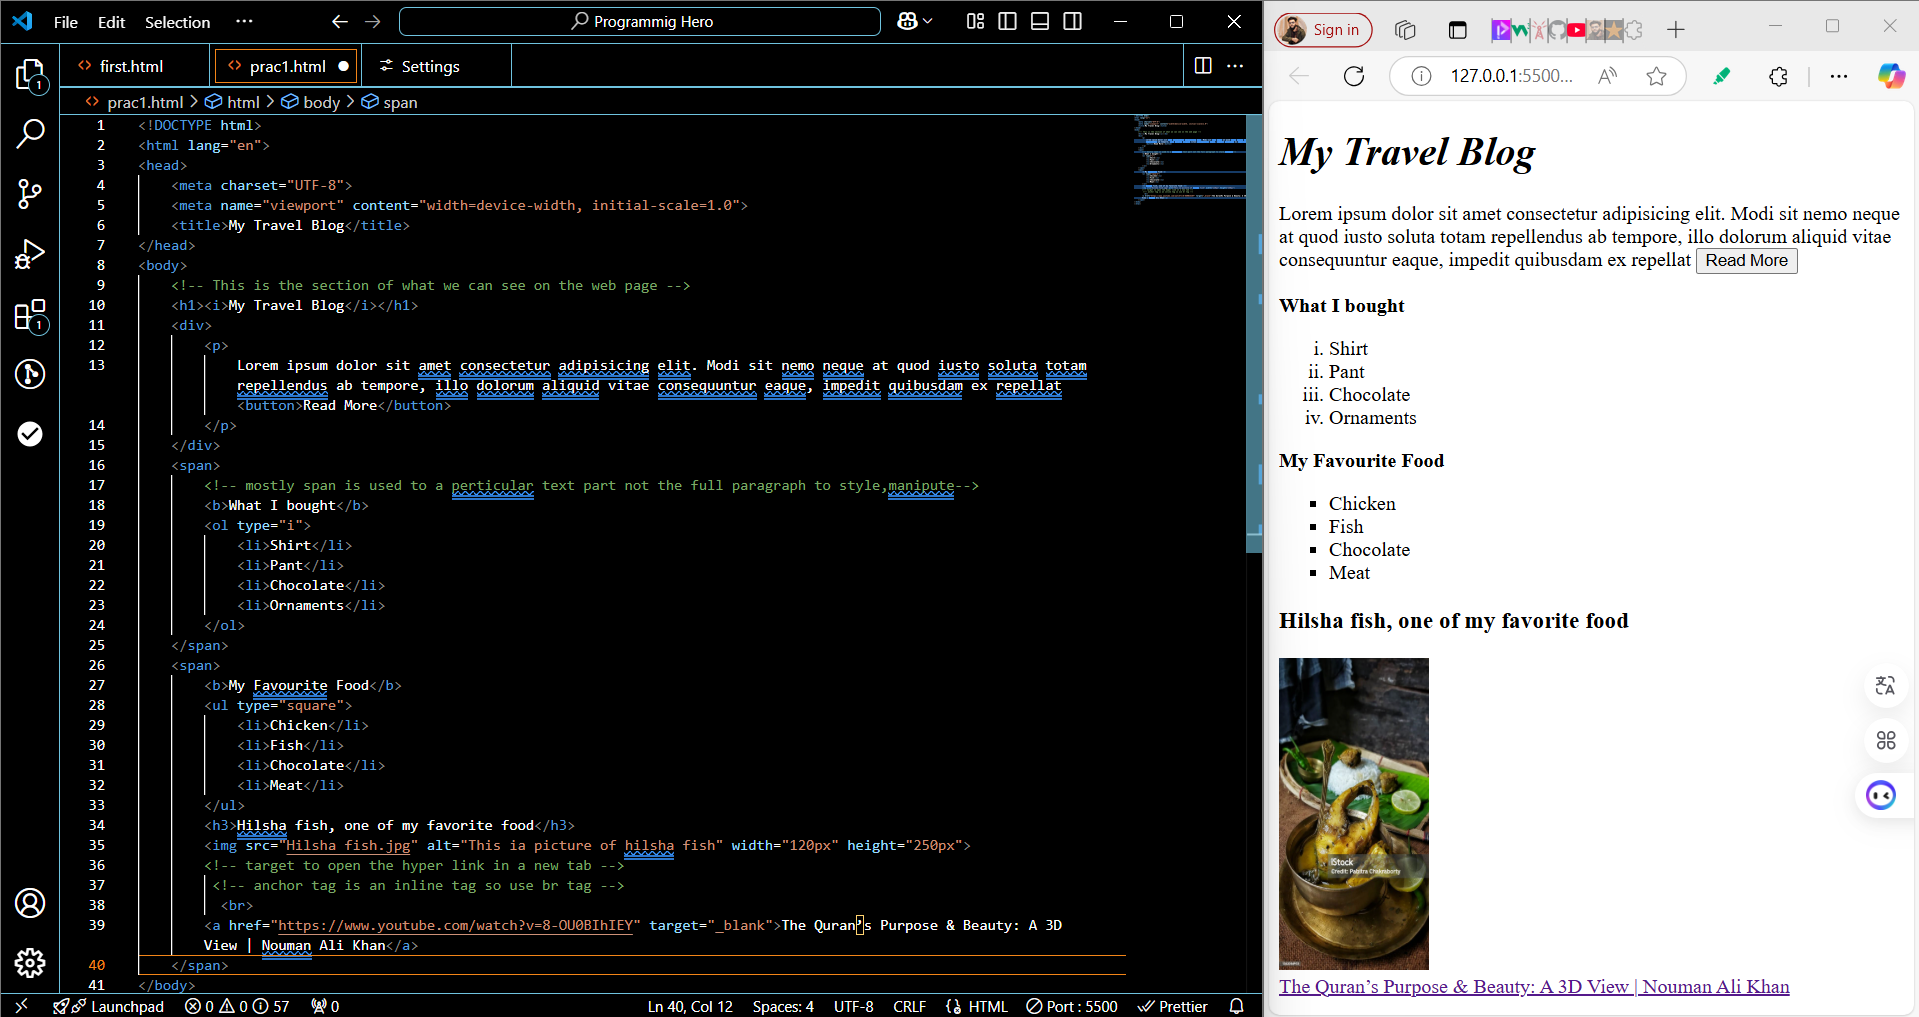 File Edit Selection ··· Programmig Hero
first.html prac1.html Settings
prac1.html > html > body > span
1 <!DOCTYPE html>
2 <html lang="en">
3 <head>
4 <meta charset="UTF-8">
5 <meta name="viewport" content="width=device-width, initial-scale=1.0">
6 <title>My Travel Blog</title>
7 </head>
8 <body>
9 <!-- This is the section of what we can see on the web page -->
10 <h1><i>My Travel Blog</i></h1>
11 <div>
12 <p>
13 Lorem ipsum dolor sit amet consectetur adipisicing elit. Modi sit nemo neque at quod iusto soluta totam
repellendus ab tempore, illo dolorum aliquid vitae consequuntur eaque, impedit quibusdam ex repellat
<button>Read More</button>
14 </p>
15 </div>
16 <span>
17 <!-- mostly span is used to a perticular text part not the full paragraph to style,manipute-->
18 <b>What I bought</b>
19 <ol type="i">
20 <li>Shirt</li>
21 <li>Pant</li>
22 <li>Chocolate</li>
23 <li>Ornaments</li>
24 </ol>
25 </span>
26 <span>
27 <b>My Favourite Food</b>
28 <ul type="square">
29 <li>Chicken</li>
30 <li>Fish</li>
31 <li>Chocolate</li>
32 <li>Meat</li>
33 </ul>
34 <h3>Hilsha fish, one of my favorite food</h3>
35 <img src="Hilsha fish.jpg" alt="This ia picture of hilsha fish" width="120px" height="250px">
36 <!-- target to open the hyper link in a new tab -->
37 <!-- anchor tag is an inline tag so use br tag -->
38 <br>
39 <a href="https://www.youtube.com/watch?v=8-OU0BIhIEY" target="_blank">The Quran’s Purpose & Beauty: A 3D
View | Nouman Ali Khan</a>
40 </span>
41 </body>
1
1
Launchpad 0 0 57 0 Ln 40, Col 12 Spaces: 4 UTF-8 CRLF HTML Port : 5500 Prettier
Sign in
127.0.0.1:5500...
My Travel Blog
Lorem ipsum dolor sit amet consectetur adipisicing elit. Modi sit nemo neque
at quod iusto soluta totam repellendus ab tempore, illo dolorum aliquid vitae
consequuntur eaque, impedit quibusdam ex repellat Read More
What I bought
i. Shirt
ii. Pant
iii. Chocolate
iv. Ornaments
My Favourite Food
Chicken
Fish
Chocolate
Meat
Hilsha fish, one of my favorite food
iStock
Credit: Pabitra Chakraborty
The Quran’s Purpose & Beauty: A 3D View | Nouman Ali Khan